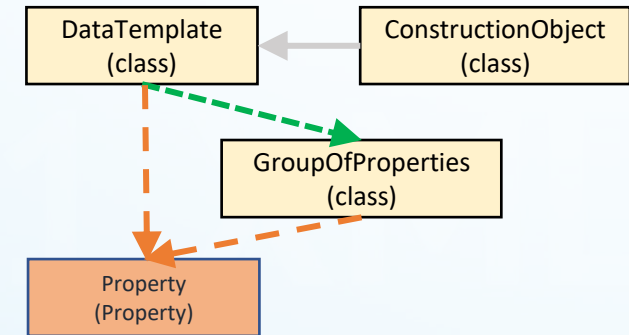 DataTemplate
(class)
ConstructionObject
(class)
GroupOfProperties
(class)
Property
(Property)